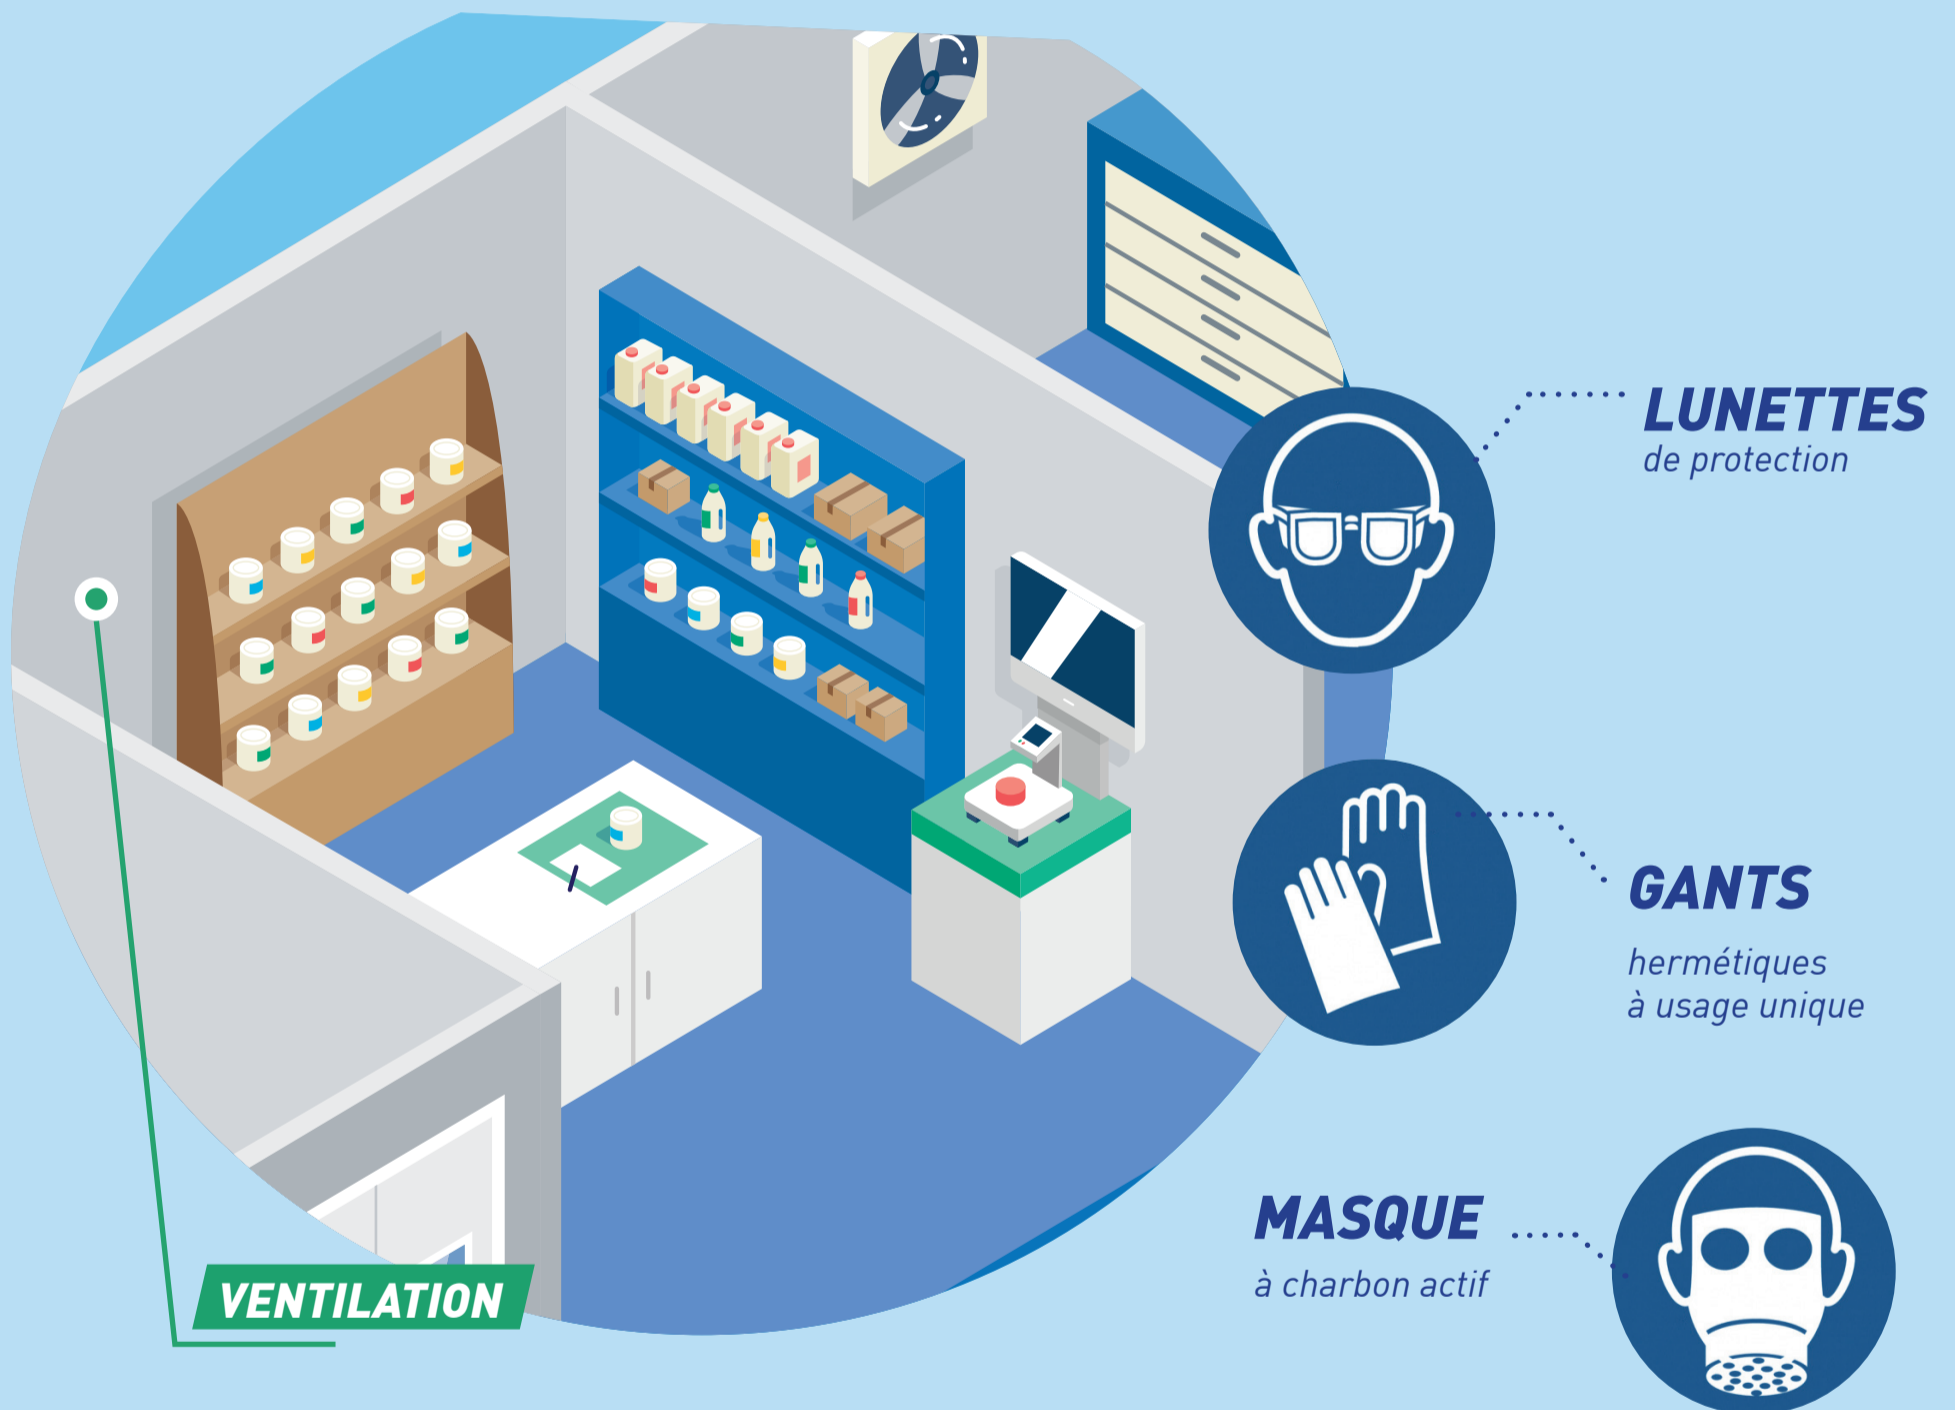 LUNETTES
de protection
GANTS
hermétiques
à usage unique
MASQUE
à charbon actif
VENTILATION